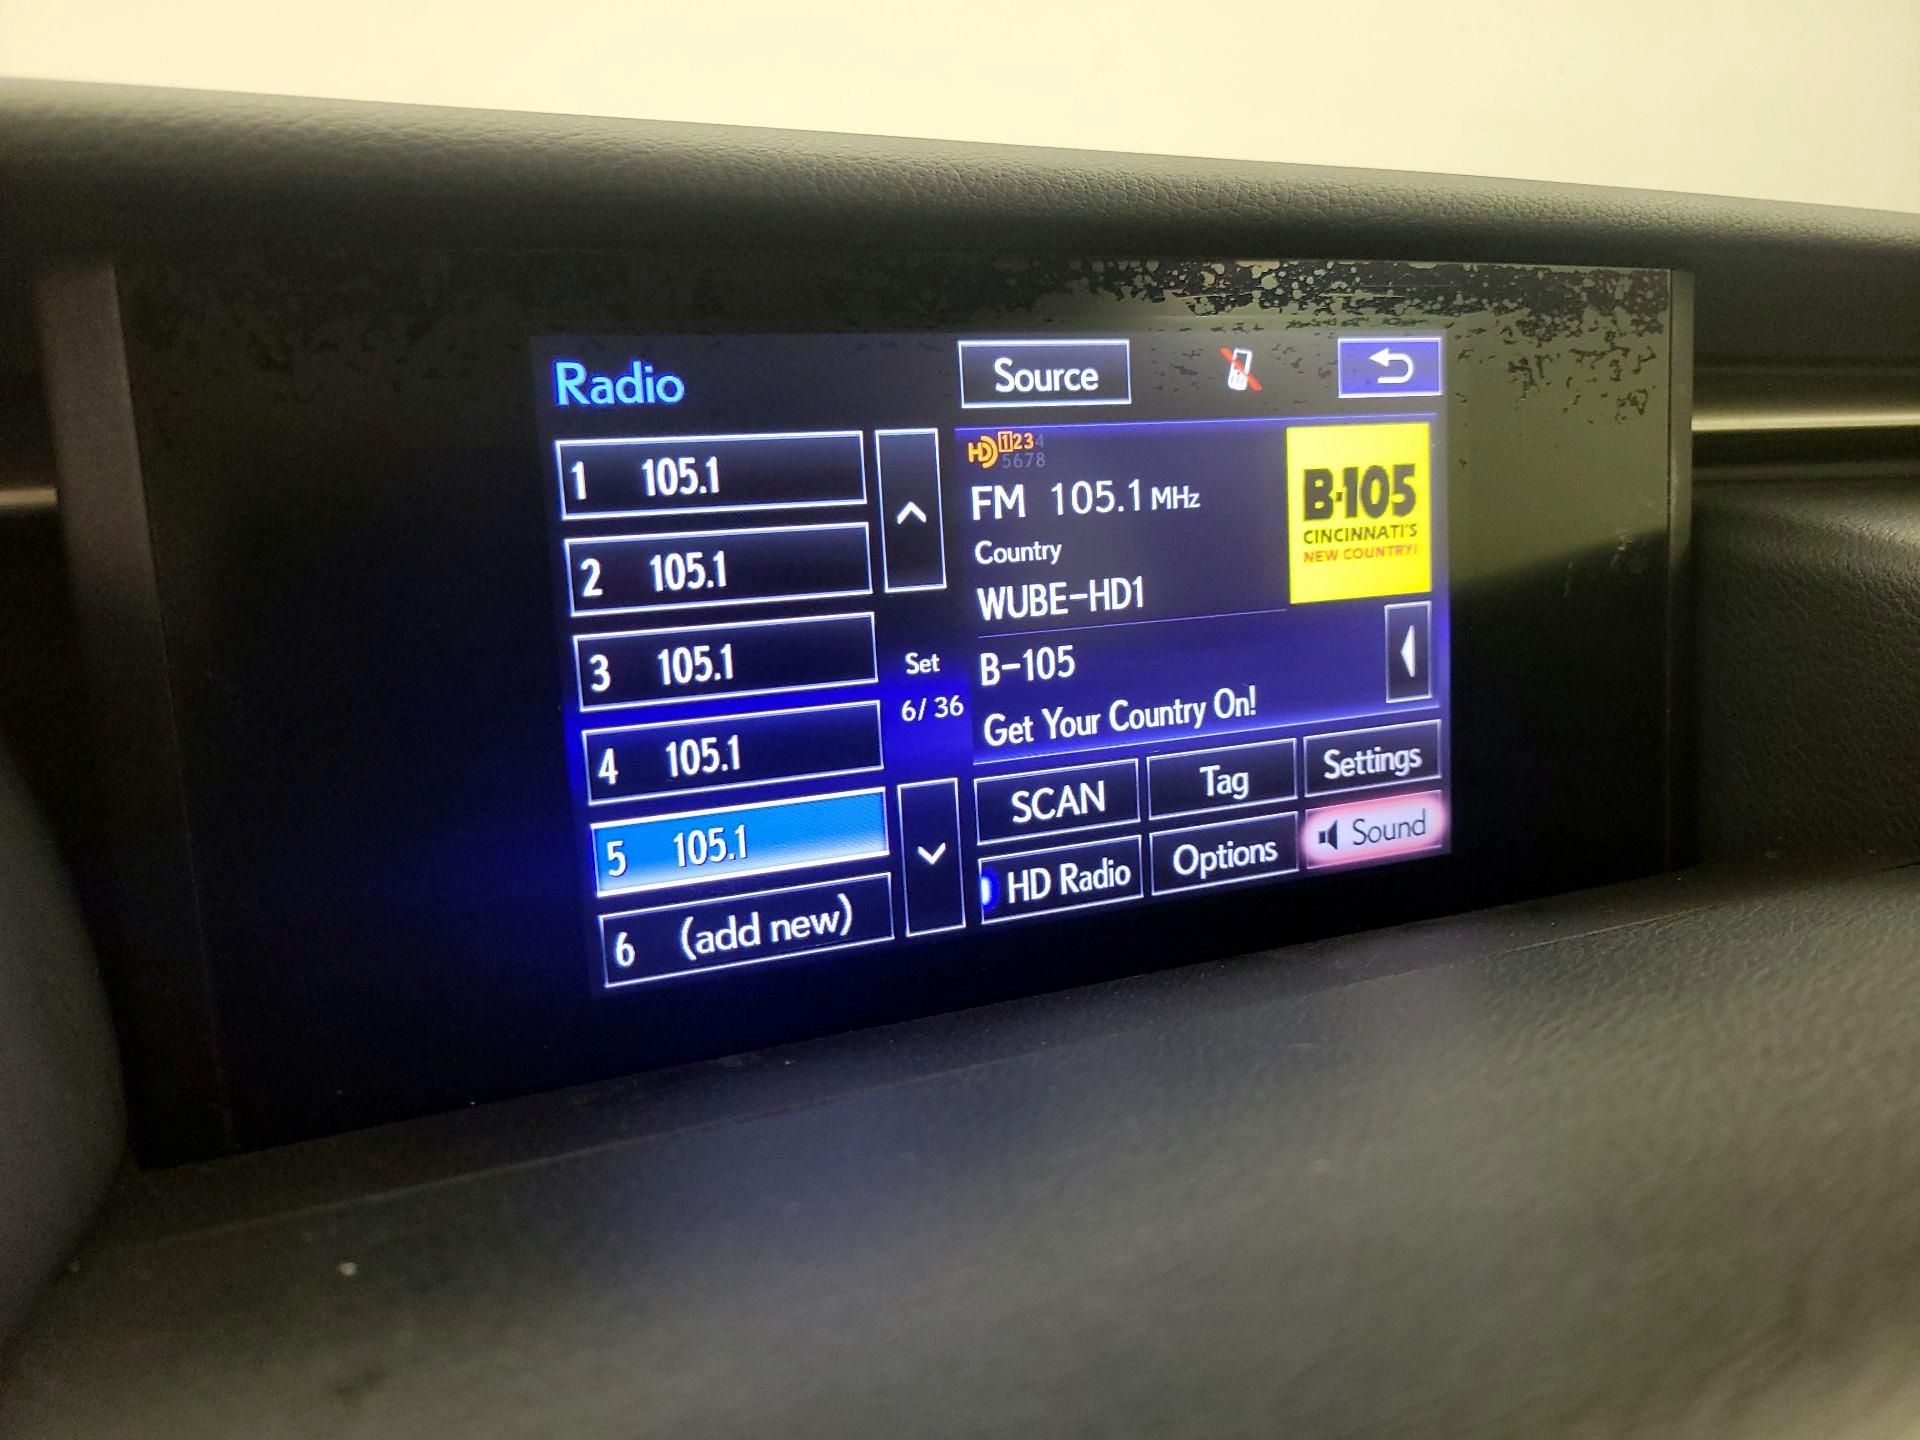 Radio
Source
1 105.1
2 105.1
3 105.1
4 105.1
5 105.1
6 (add new)
Set
6/ 36
HD 1234
5678
FM 105.1 MHz
Country
WUBE-HD1
B-105
Get Your Country On!
B-105
CINCINNATI'S
NEW COUNTRY!
SCAN
Tag
Settings
HD Radio
Options
Sound